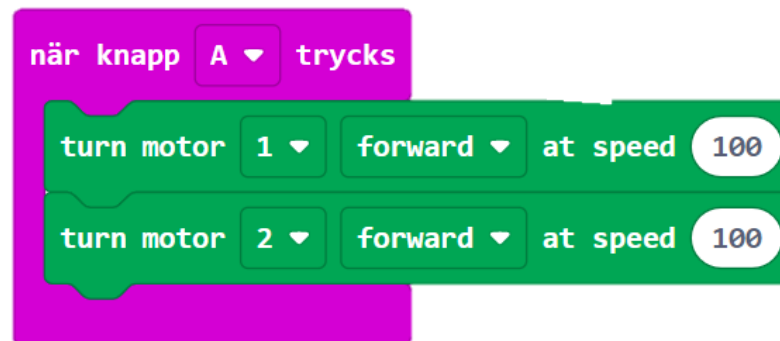 när knapp A trycks
turn motor 1 forward at speed 100
turn motor 2 forward at speed 100